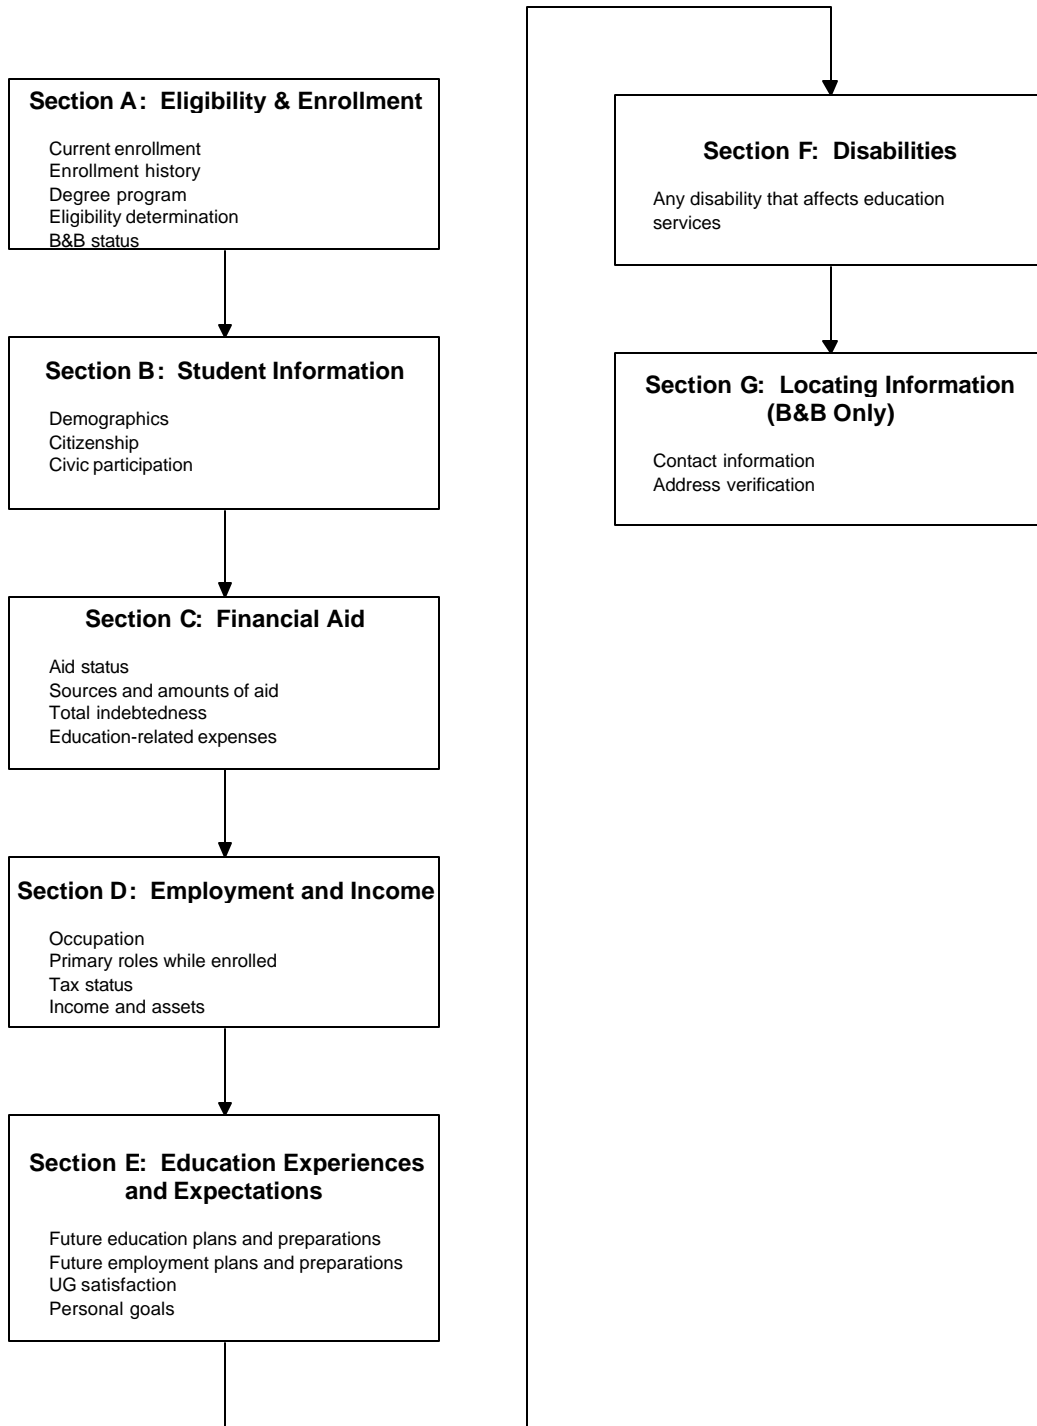 Section A: Eligibility & Enrollment
Current enrollment
Enrollment history
Degree program
Eligibility determination
B&B status
Section B: Student Information
Demographics
Citizenship
Civic participation
Section C: Financial Aid
Aid status
Sources and amounts of aid
Total indebtedness
Education-related expenses
Section D: Employment and Income
Occupation
Primary roles while enrolled
Tax status
Income and assets
Section E: Education Experiences
and Expectations
Future education plans and preparations
Future employment plans and preparations
UG satisfaction
Personal goals
Section F: Disabilities
Any disability that affects education
services
Section G: Locating Information
(B&B Only)
Contact information
Address verification